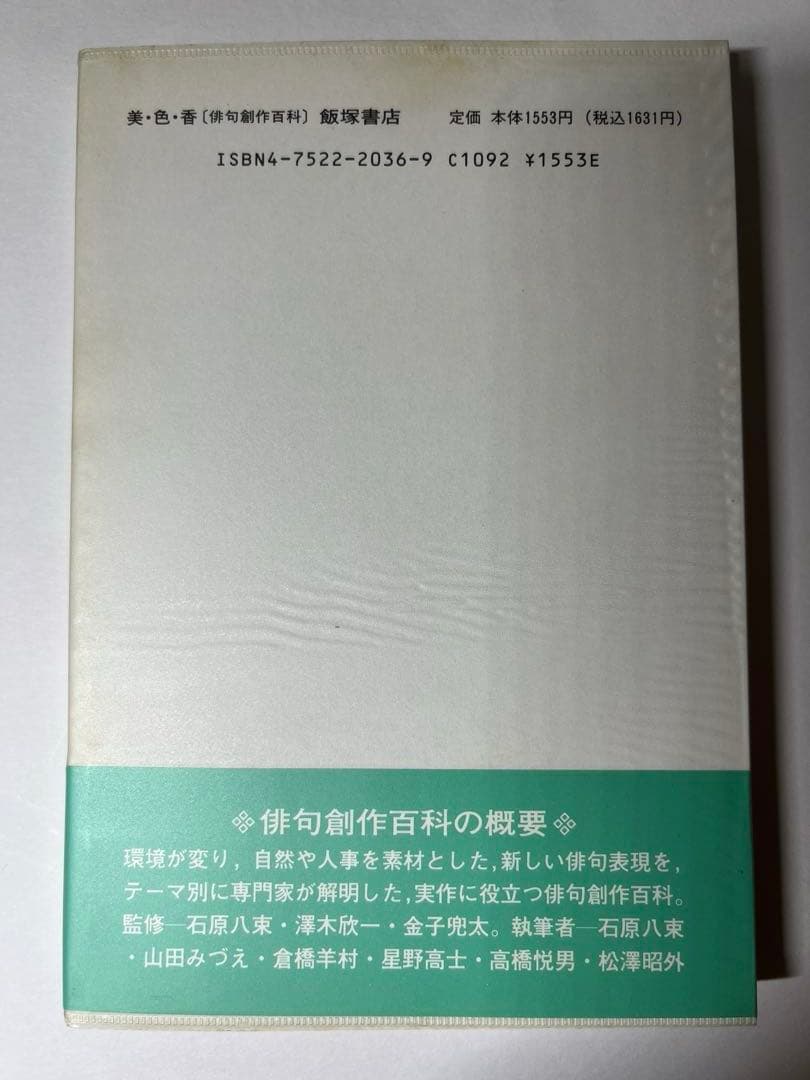 美・色・香〔俳句創作百科〕 飯塚書店 定価 本体1553円 (税込1631円)
ISBN4-7522-2036-9 C1092 ¥1553E
俳句創作百科の概要
環境が変り，自然や人事を素材とした，新しい俳句表現を，
テーマ別に専門家が解明した，実作に役立つ俳句創作百科。
監修―石原八束・澤木欣一・金子兜太。執筆者―石原八束
・山田みづえ・倉橋羊村・星野高士・高橋悦男・松澤昭外